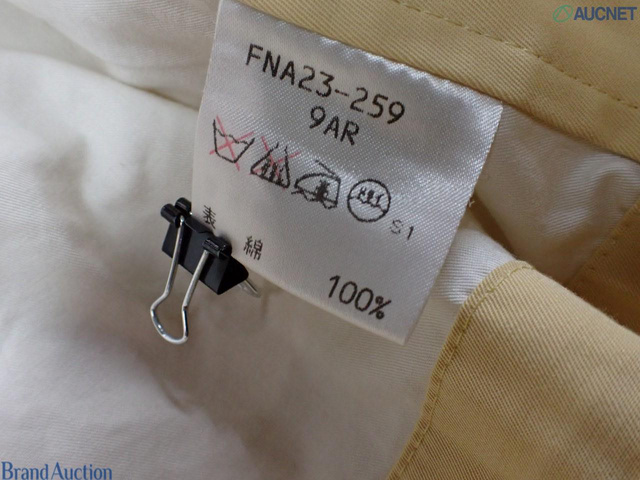 AUCNET
FNA23-259
9AR
S1
表 綿
100%
Brand Auction